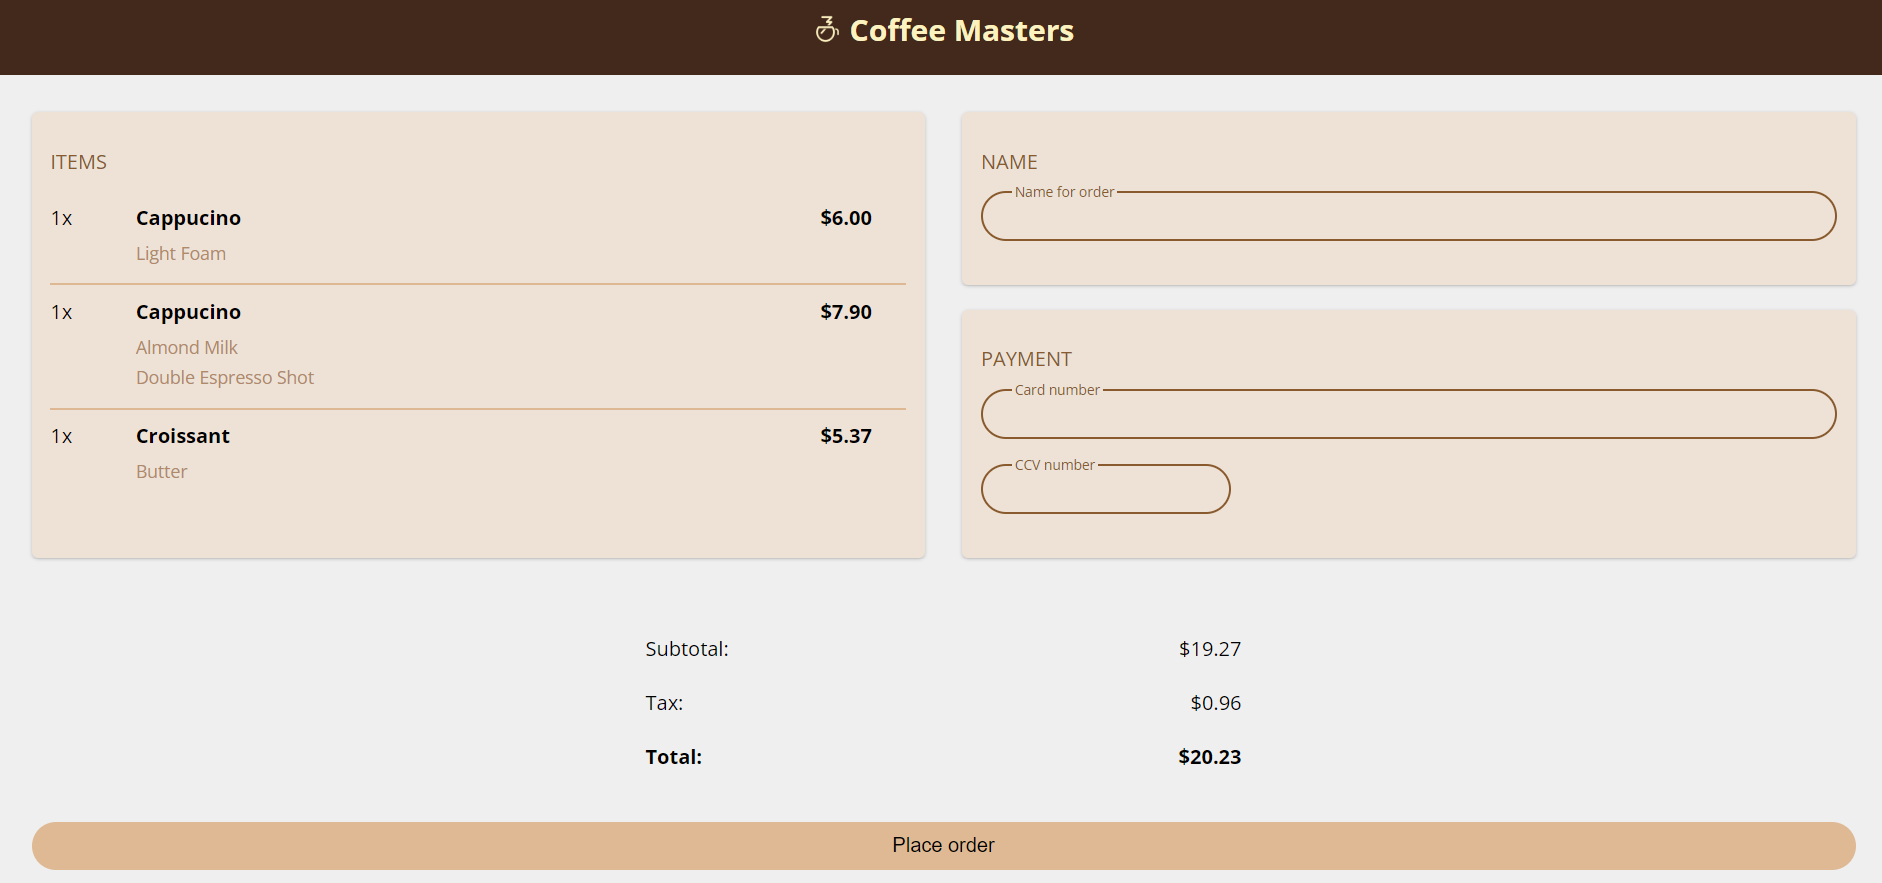 Coffee Masters
ITEMS
1x Cappucino $6.00
Light Foam
1x Cappucino $7.90
Almond Milk
Double Espresso Shot
1x Croissant $5.37
Butter
NAME
Name for order
PAYMENT
Card number
CCV number
Subtotal: $19.27
Tax: $0.96
Total: $20.23
Place order